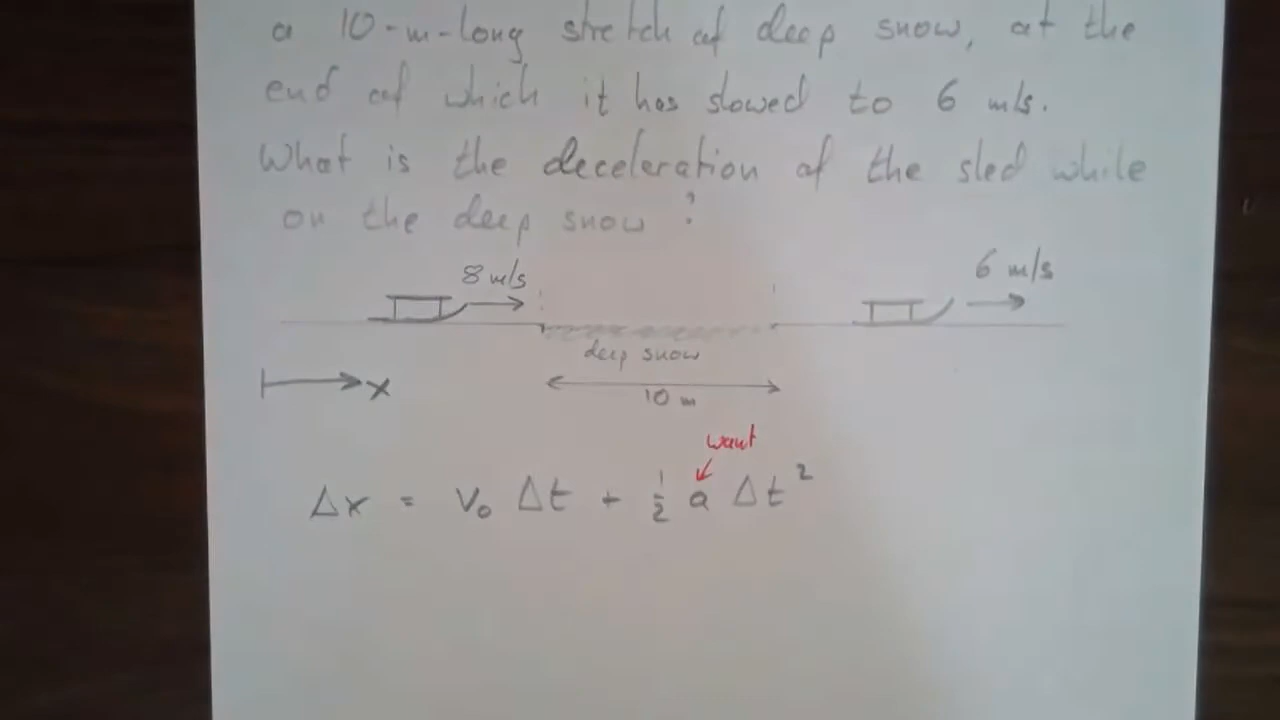 a 10-m-long stretch of deep snow, at the
end of which it has slowed to 6 m/s.
What is the deceleration of the sled while
on the deep snow?
8 m/s
6 m/s
deep snow
x
10 m
want
Δx = v₀ Δt + ½ a Δt²